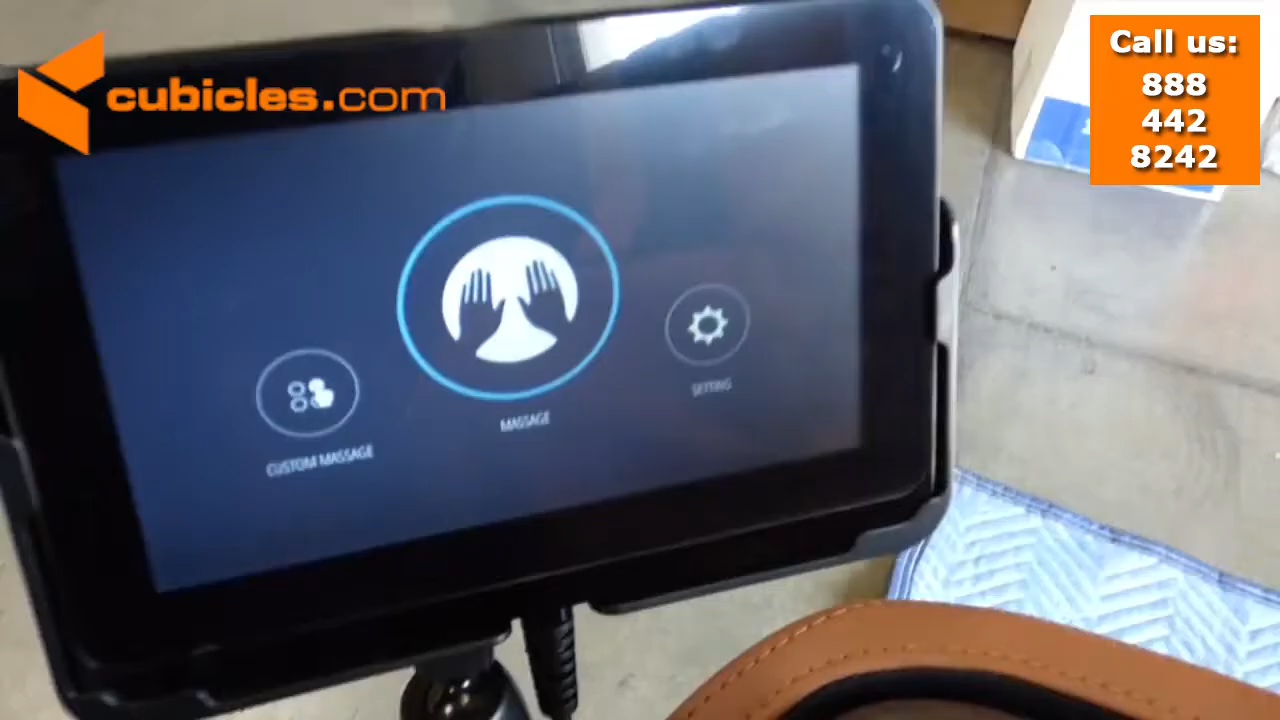 cubicles.com
Call us:
888
442
8242
CUSTOM MASSAGE
MASSAGE
SETTING